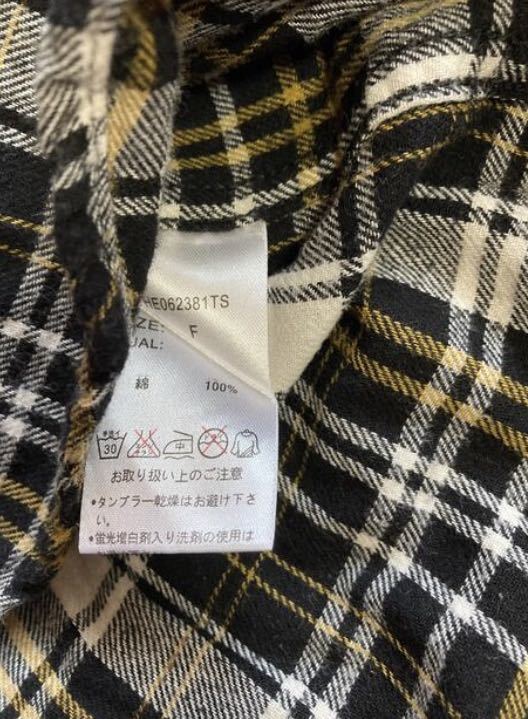 HE062381TS
ZE: F
UAL:
綿 100%
30
中
お取り扱い上のご注意
•タンブラー乾燥はお避け下さ
い。
•蛍光増白剤入り洗剤の使用は